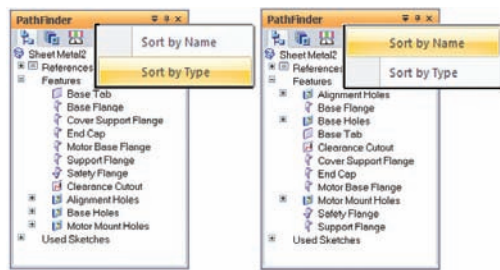 PathFinder
Sort by Name
Sort by Type
Sheet Metal2
References
Features
Base Tab
Base Flange
Cover Support Flange
End Cap
Motor Base Flange
Support Flange
Safety Flange
Clearance Cutout
Alignment Holes
Base Holes
Motor Mount Holes
Used Sketches
PathFinder
Sort by Name
Sort by Type
Sheet Metal2
References
Features
Alignment Holes
Base Flange
Base Holes
Base Tab
Clearance Cutout
Cover Support Flange
End Cap
Motor Base Flange
Motor Mount Holes
Safety Flange
Support Flange
Used Sketches